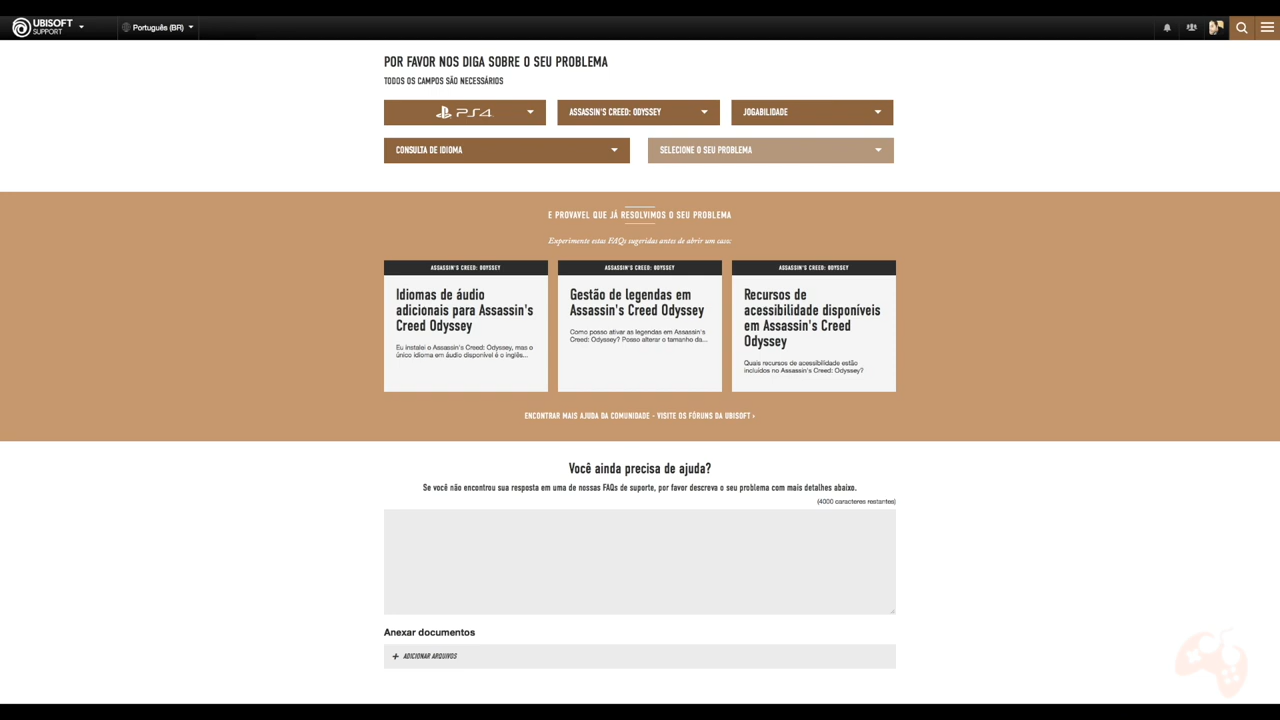 UBISOFT
SUPPORT
Português (BR)
POR FAVOR NOS DIGA SOBRE O SEU PROBLEMA
TODOS OS CAMPOS SÃO NECESSÁRIOS
PS4
ASSASSIN'S CREED: ODYSSEY
JOGABILIDADE
CONSULTA DE IDIOMA
SELECIONE O SEU PROBLEMA
E PROVAVEL QUE JÁ RESOLVIMOS O SEU PROBLEMA
Experimente estas FAQs sugeridas antes de abrir um caso:
ASSASSIN'S CREED: ODYSSEY
Idiomas de áudio
adicionais para Assassin's
Creed Odyssey
Eu instalei o Assassin's Creed: Odyssey, mas o
único idioma em áudio disponível é o inglês...
ASSASSIN'S CREED: ODYSSEY
Gestão de legendas em
Assassin's Creed Odyssey
Como posso ativar as legendas em Assassin's
Creed: Odyssey? Posso alterar o tamanho da...
ASSASSIN'S CREED: ODYSSEY
Recursos de
acessibilidade disponíveis
em Assassin's Creed
Odyssey
Quais recursos de acessibilidade estão
incluídos no Assassin's Creed: Odyssey?
ENCONTRAR MAIS AJUDA DA COMUNIDADE - VISITE OS FÓRUNS DA UBISOFT ›
Você ainda precisa de ajuda?
Se você não encontrou sua resposta em uma de nossas FAQs de suporte, por favor descreva o seu problema com mais detalhes abaixo.
(4000 caracteres restantes)
Anexar documentos
+ ADICIONAR ARQUIVOS